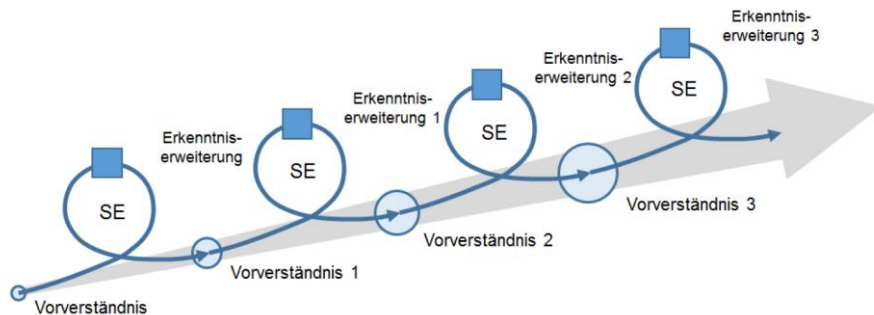 Erkenntnis-
erweiterung 3
Erkenntnis-
erweiterung 2
SE
Erkenntnis-
erweiterung 1
SE
Erkenntnis-
erweiterung
SE
SE
Vorverständnis 3
Vorverständnis 2
Vorverständnis 1
Vorverständnis